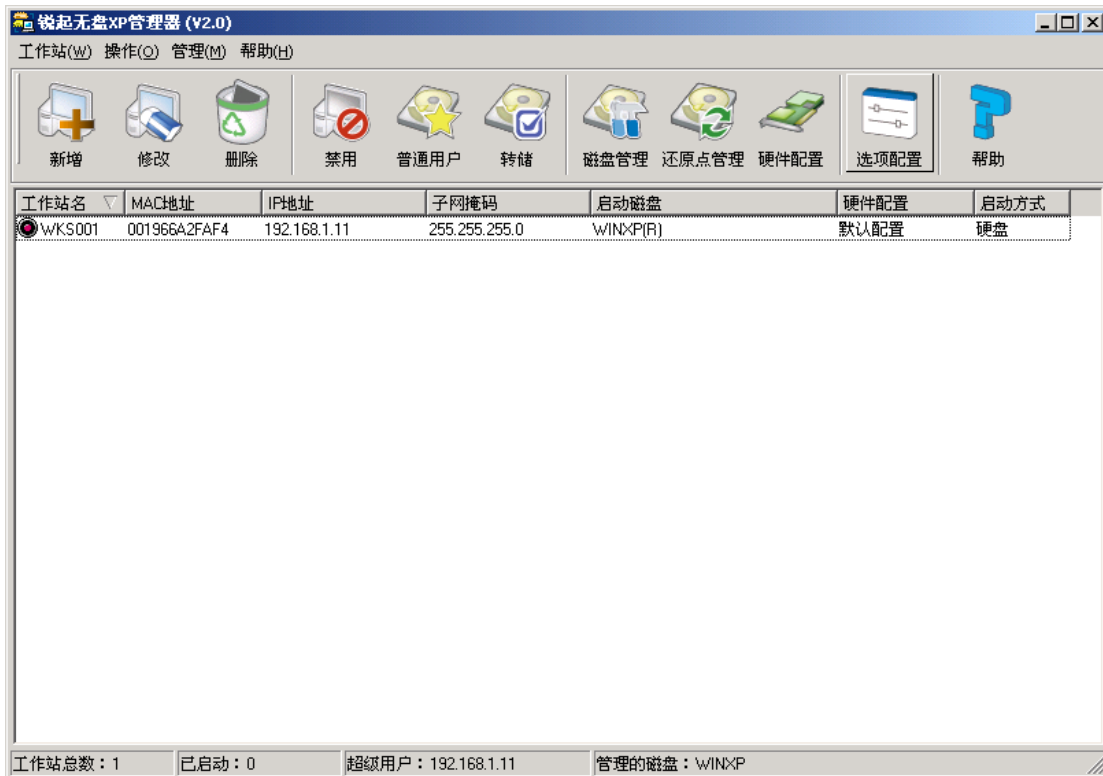 锐起无盘XP管理器 (V2.0)
工作站(W) 操作(O) 管理(M) 帮助(H)
新增 修改 删除 禁用 普通用户 转储 磁盘管理 还原点管理 硬件配置 选项配置 帮助
工作站名 MAC地址 IP地址 子网掩码 启动磁盘 硬件配置 启动方式
WKS001 001966A2FAF4 192.168.1.11 255.255.255.0 WINXP(R) 默认配置 硬盘
工作站总数：1 已启动：0 超级用户：192.168.1.11 管理的磁盘：WINXP